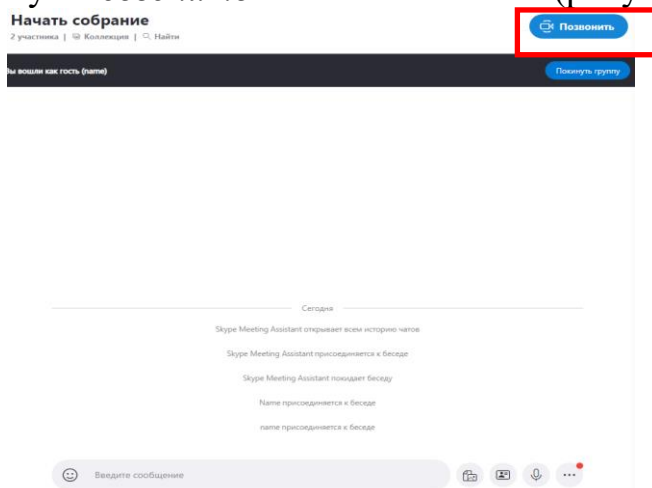 Начать собрание
Позвонить
2 участника | Коллекция | Найти
Вы вошли как гость (name)
Покинуть группу
Сегодня
Skype Meeting Assistant открывает всем историю чатов
Skype Meeting Assistant присоединяется к беседе
Skype Meeting Assistant покидает беседу
Name присоединяется к беседе
name присоединяется к беседе
Введите сообщение